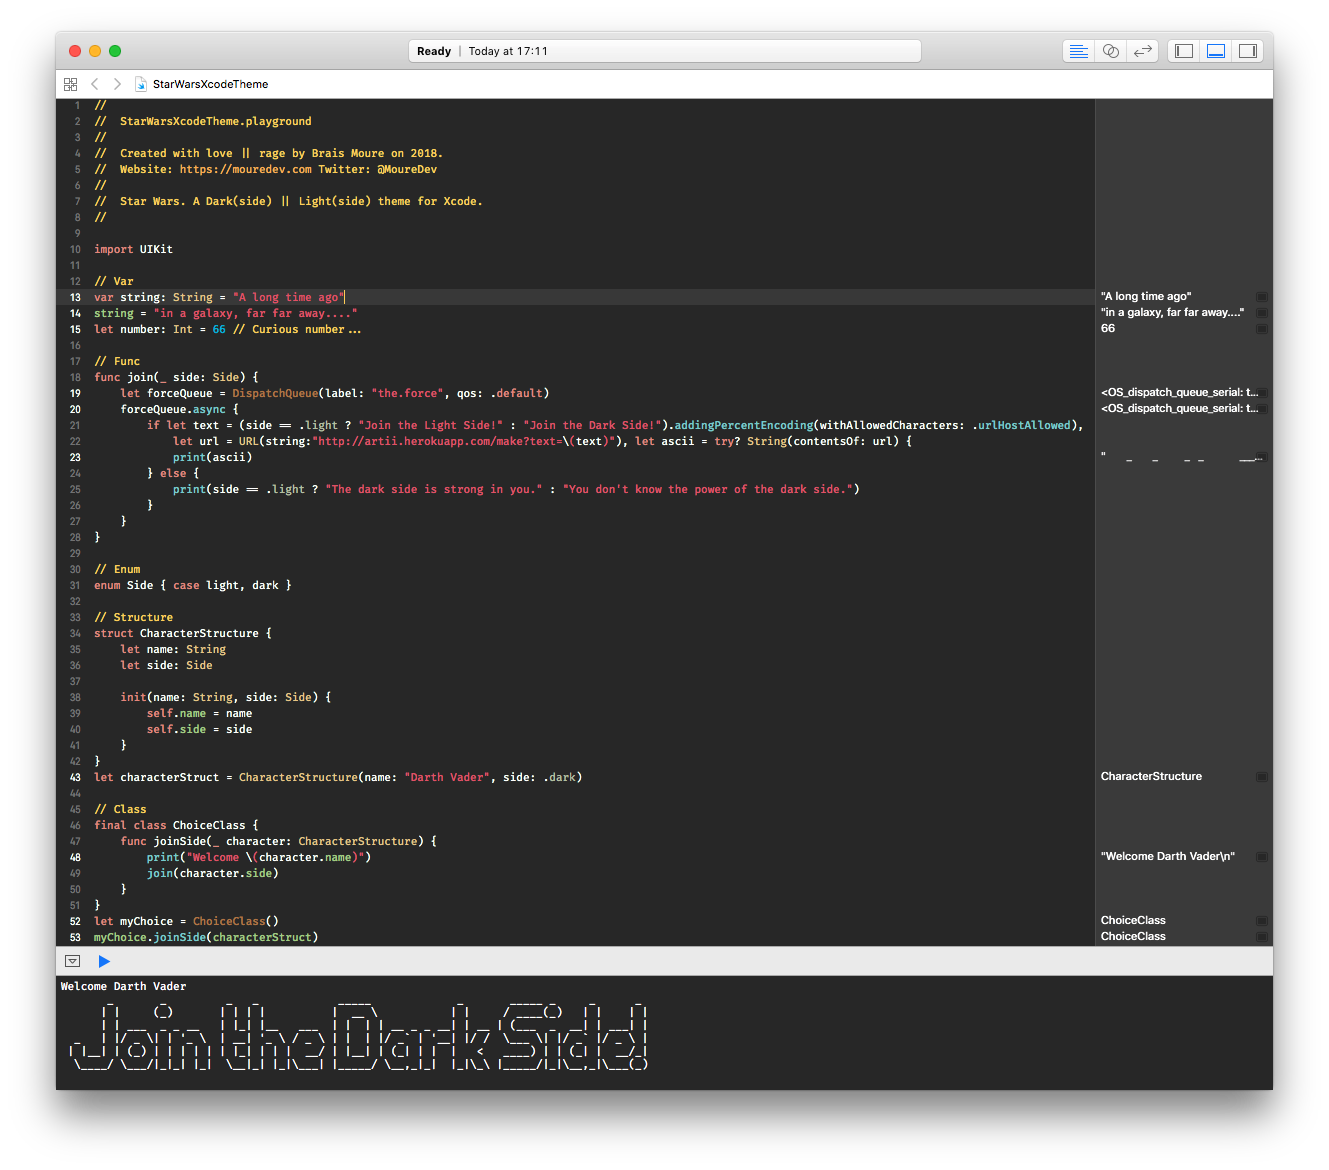 Ready | Today at 17:11
StarWarsXcodeTheme
1 //
2 //  StarWarsXcodeTheme.playground
3 //
4 //  Created with love || rage by Brais Moure on 2018.
5 //  Website: https://mouredev.com Twitter: @MoureDev
6 //
7 //  Star Wars. A Dark(side) || Light(side) theme for Xcode.
8 //
9
10 import UIKit
11
12 // Var
13 var string: String = "A long time ago" "A long time ago"
14 string = "in a galaxy, far far away...." "in a galaxy, far far away...."
15 let number: Int = 66 // Curious number... 66
16
17 // Func
18 func join(_ side: Side) {
19     let forceQueue = DispatchQueue(label: "the.force", qos: .default) <OS_dispatch_queue_serial: t...
20     forceQueue.async { <OS_dispatch_queue_serial: t...
21         if let text = (side == .light ? "Join the Light Side!" : "Join the Dark Side!").addingPercentEncoding(withAllowedCharacters: .urlHostAllowed),
22             let url = URL(string:"http://artii.herokuapp.com/make?text=\(text)"), let ascii = try? String(contentsOf: url) {
23             print(ascii) "    _   _    _ _     ___...
24         } else {
25             print(side == .light ? "The dark side is strong in you." : "You don't know the power of the dark side.")
26         }
27     }
28 }
29
30 // Enum
31 enum Side { case light, dark }
32
33 // Structure
34 struct CharacterStructure {
35     let name: String
36     let side: Side
37
38     init(name: String, side: Side) {
39         self.name = name
40         self.side = side
41     }
42 }
43 let characterStruct = CharacterStructure(name: "Darth Vader", side: .dark) CharacterStructure
44
45 // Class
46 final class ChoiceClass {
47     func joinSide(_ character: CharacterStructure) {
48         print("Welcome \(character.name)") "Welcome Darth Vader\n"
49         join(character.side)
50     }
51 }
52 let myChoice = ChoiceClass() ChoiceClass
53 myChoice.joinSide(characterStruct) ChoiceClass
Welcome Darth Vader
Join the Dark Side!